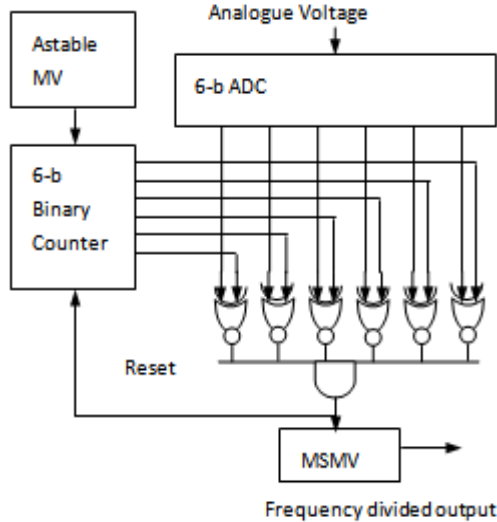 Analogue Voltage
Astable
MV
6-b ADC
6-b
Binary
Counter
Reset
MSMV
Frequency divided output